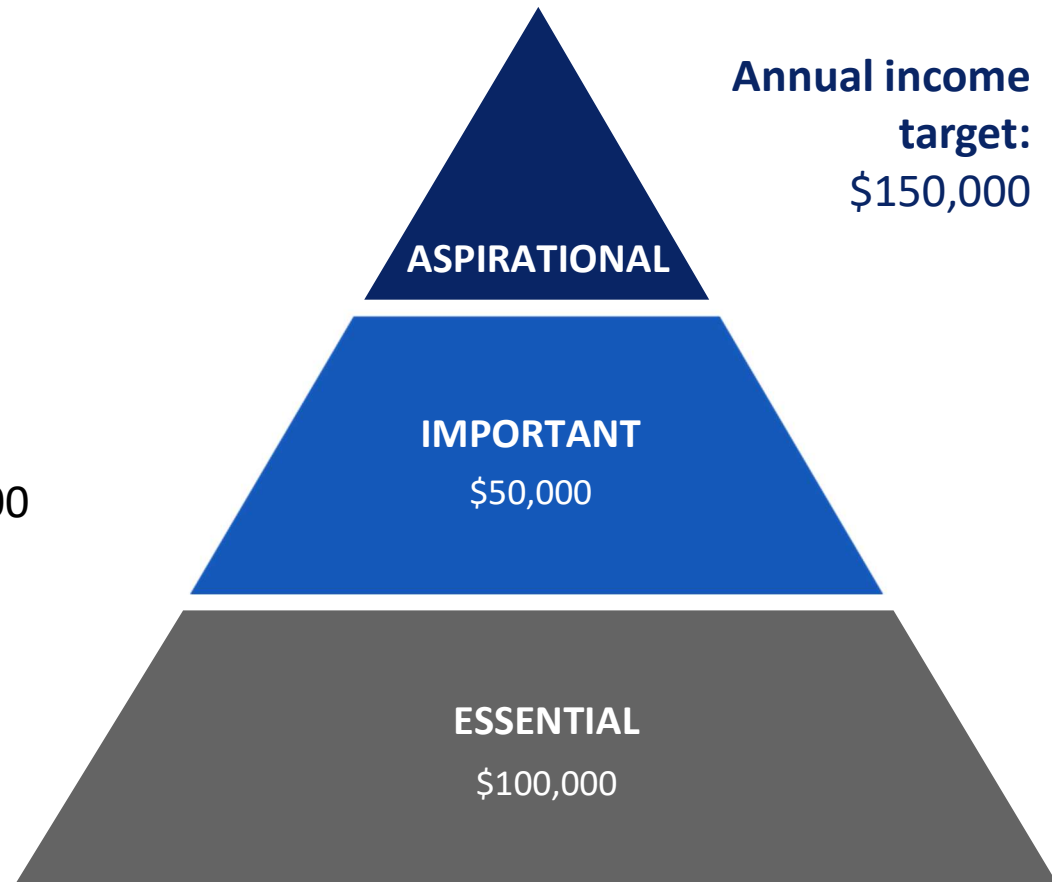 Annual income
target:
$150,000
ASPIRATIONAL
IMPORTANT
$50,000
ESSENTIAL
$100,000